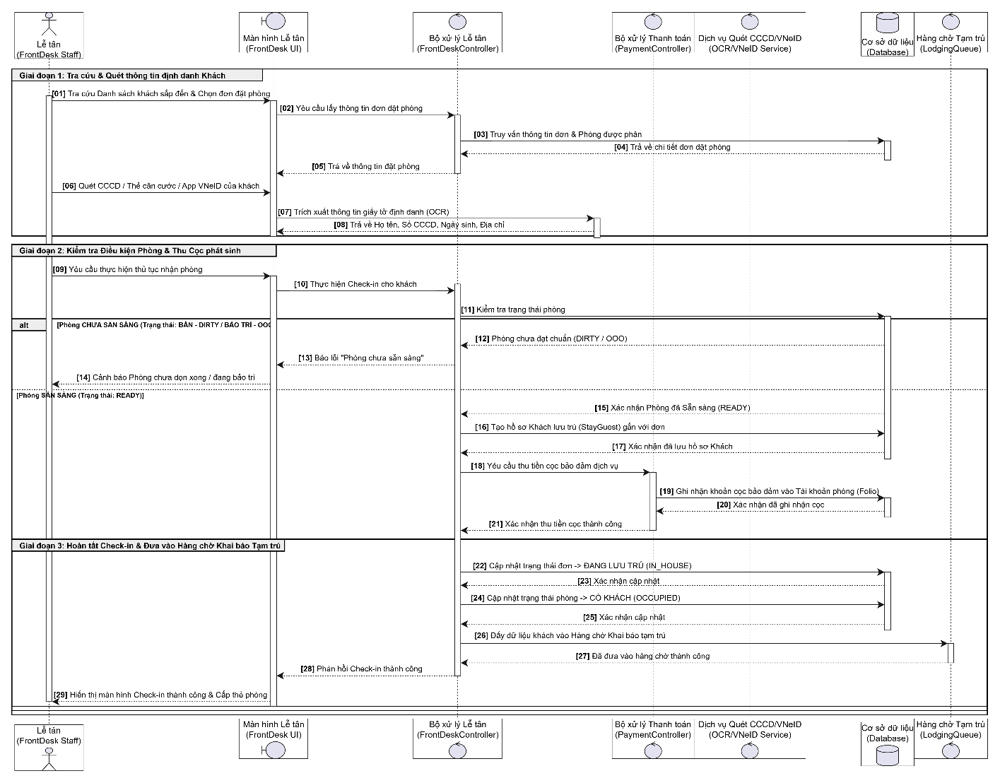 Lễ tân
(FrontDesk Staff)
Màn hình Lễ tân
(FrontDesk UI)
Bộ xử lý Lễ tân
(FrontDeskController)
Bộ xử lý Thanh toán
(PaymentController)
Dịch vụ Quét CCCD/VNeID
(OCR/VNeID Service)
Cơ sở dữ liệu
(Database)
Hàng chờ Tạm trú
(LodgingQueue)
Giai đoạn 1: Tra cứu & Quét thông tin định danh Khách
[01] Tra cứu Danh sách khách sắp đến & Chọn đơn đặt phòng
[02] Yêu cầu lấy thông tin đơn đặt phòng
[03] Truy vấn thông tin đơn & Phòng được phân
[04] Trả về chi tiết đơn đặt phòng
[05] Trả về thông tin đặt phòng
[06] Quét CCCD / Thẻ căn cước / App VNeID của khách
[07] Trích xuất thông tin giấy tờ định danh (OCR)
[08] Trả về Họ tên, Số CCCD, Ngày sinh, Địa chỉ
Giai đoạn 2: Kiểm tra Điều kiện Phòng & Thu Cọc phát sinh
[09] Yêu cầu thực hiện thủ tục nhận phòng
[10] Thực hiện Check-in cho khách
[11] Kiểm tra trạng thái phòng
alt
[Phòng CHƯA SẴN SÀNG (Trạng thái: BẨN - DIRTY / BẢO TRÌ - OOO
[12] Phòng chưa đạt chuẩn (DIRTY / OOO)
[13] Báo lỗi "Phòng chưa sẵn sàng"
[14] Cảnh báo Phòng chưa dọn xong / đang bảo trì
[Phòng SẴN SÀNG (Trạng thái: READY)]
[15] Xác nhận Phòng đã Sẵn sàng (READY)
[16] Tạo hồ sơ Khách lưu trú (StayGuest) gắn với đơn
[17] Xác nhận đã lưu hồ sơ Khách
[18] Yêu cầu thu tiền cọc bảo đảm dịch vụ
[19] Ghi nhận khoản cọc bảo đảm vào Tài khoản phòng (Folio)
[20] Xác nhận đã ghi nhận cọc
[21] Xác nhận thu tiền cọc thành công
Giai đoạn 3: Hoàn tất Check-in & Đưa vào Hàng chờ Khai báo Tạm trú
[22] Cập nhật trạng thái đơn -> ĐANG LƯU TRÚ (IN_HOUSE)
[23] Xác nhận cập nhật
[24] Cập nhật trạng thái phòng -> CÓ KHÁCH (OCCUPIED)
[25] Xác nhận cập nhật
[26] Đẩy dữ liệu khách vào Hàng chờ Khai báo tạm trú
[27] Đã đưa vào hàng chờ thành công
[28] Phản hồi Check-in thành công
[29] Hiển thị màn hình Check-in thành công & Cấp thẻ phòng
Lễ tân
(FrontDesk Staff)
Màn hình Lễ tân
(FrontDesk UI)
Bộ xử lý Lễ tân
(FrontDeskController)
Bộ xử lý Thanh toán
(PaymentController)
Dịch vụ Quét CCCD/VNeID
(OCR/VNeID Service)
Cơ sở dữ liệu
(Database)
Hàng chờ Tạm trú
(LodgingQueue)